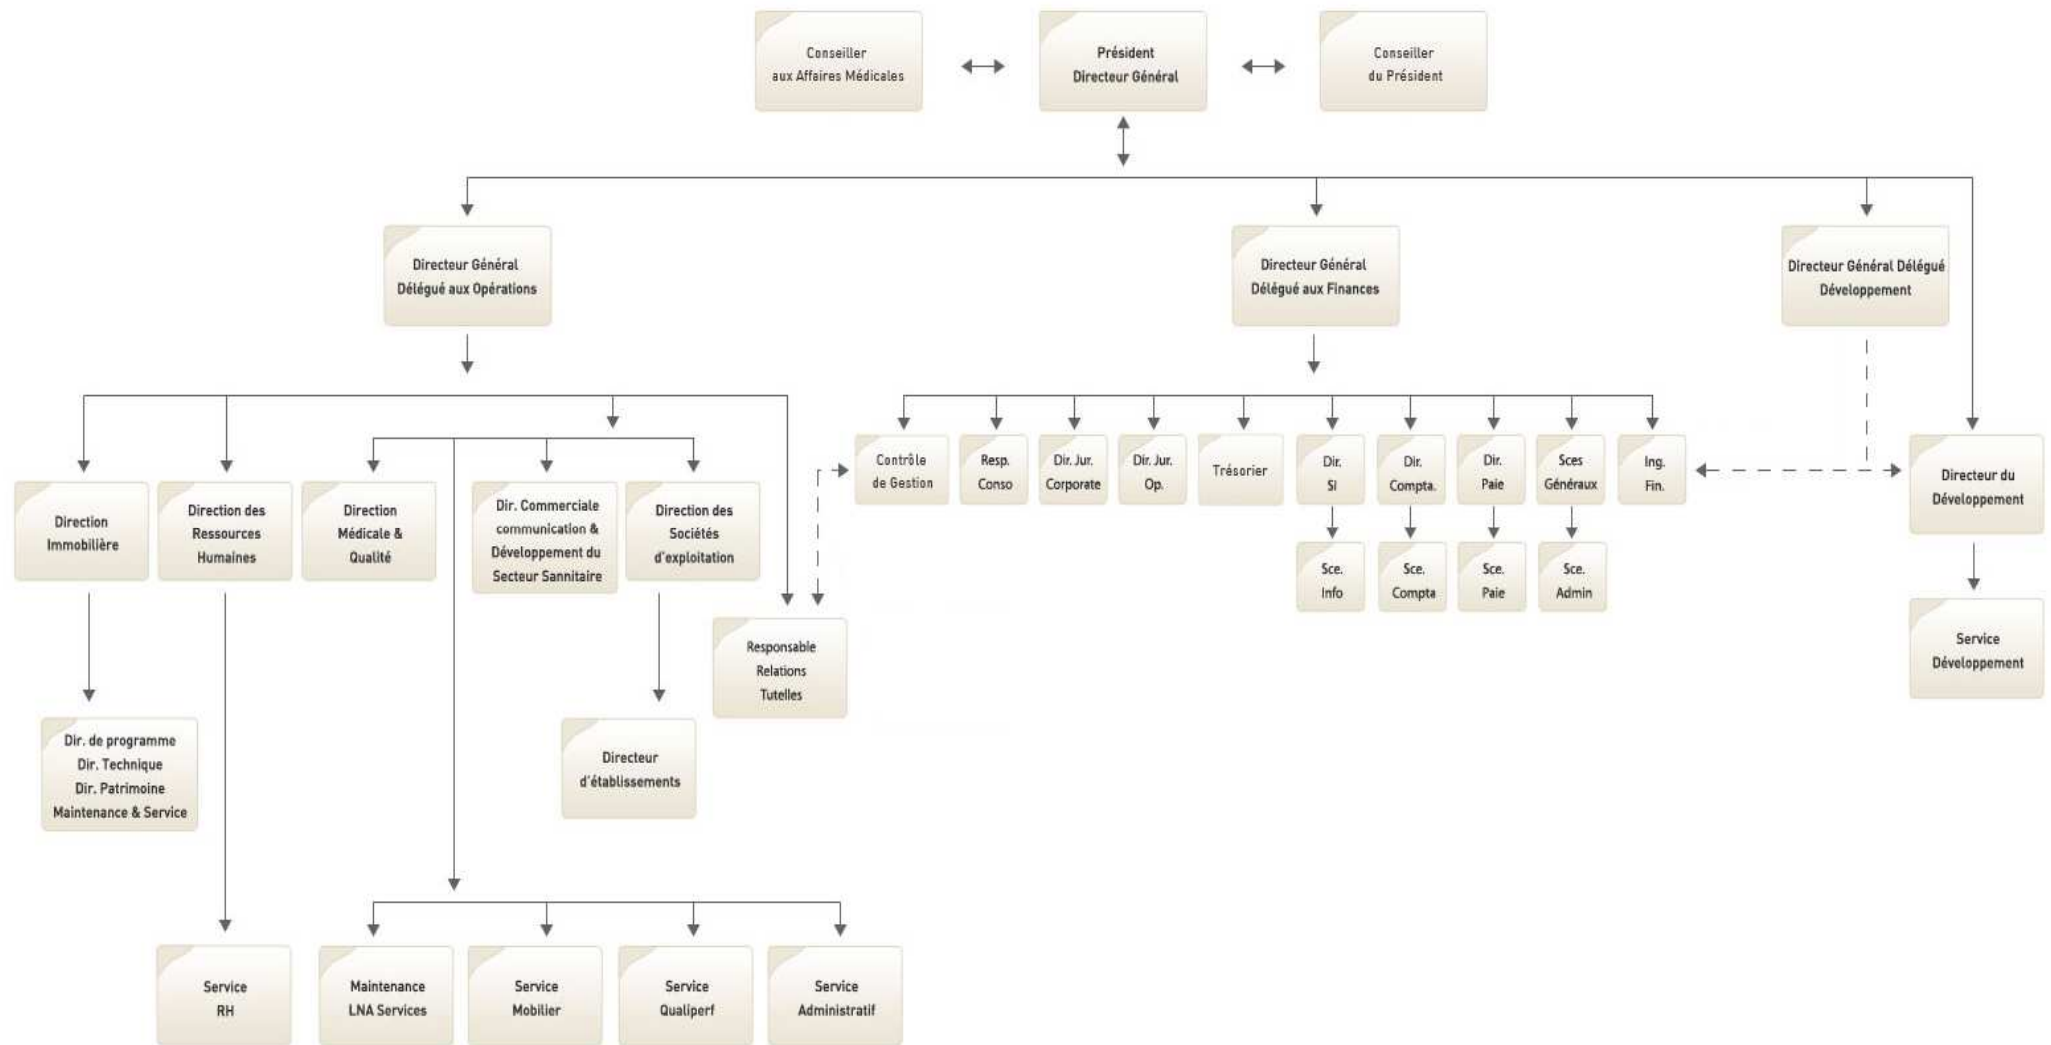 Conseiller
aux Affaires Médicales
Président
Directeur Général
Conseiller
du Président
Directeur Général
Délégué aux Opérations
Directeur Général
Délégué aux Finances
Directeur Général Délégué
Développement
Contrôle
de Gestion
Resp.
Conso
Dir. Jur.
Corporate
Dir. Jur.
Op.
Trésorier
Dir.
SI
Dir.
Compta.
Dir.
Paie
Sces
Généraux
Ing.
Fin.
Directeur du
Développement
Direction
Immobilière
Direction des
Ressources
Humaines
Direction
Médicale &
Qualité
Dir. Commerciale
communication &
Développement du
Secteur Sannitaire
Direction des
Sociétés
d'exploitation
Sce.
Info
Sce.
Compta
Sce.
Paie
Sce.
Admin
Responsable
Relations
Tutelles
Service
Développement
Dir. de programme
Dir. Technique
Dir. Patrimoine
Maintenance & Service
Directeur
d'établissements
Service
RH
Maintenance
LNA Services
Service
Mobilier
Service
Qualiperf
Service
Administratif